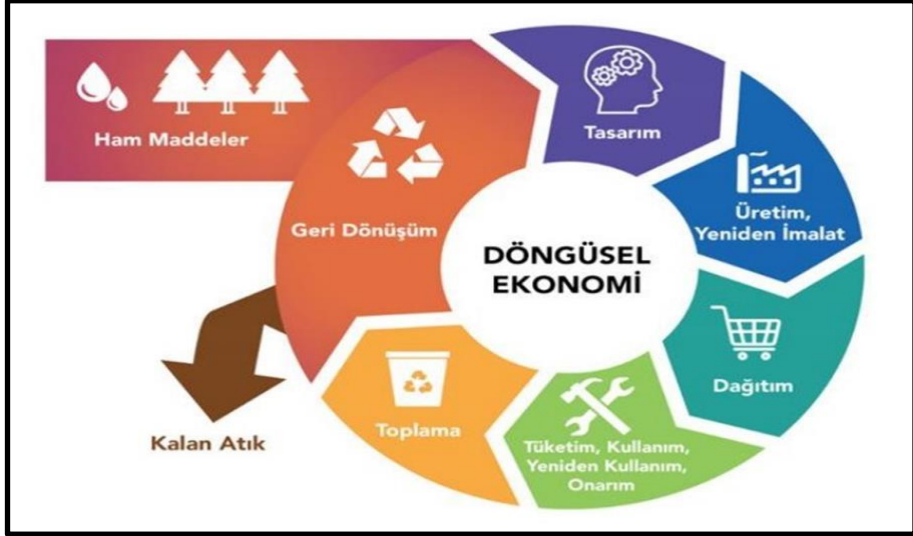 Ham Maddeler
Geri Dönüşüm
Tasarım
Üretim,
Yeniden İmalat
Dağıtım
Tüketim, Kullanım,
Yeniden Kullanım,
Onarım
Toplama
Kalan Atık
DÖNGÜSEL
EKONOMİ